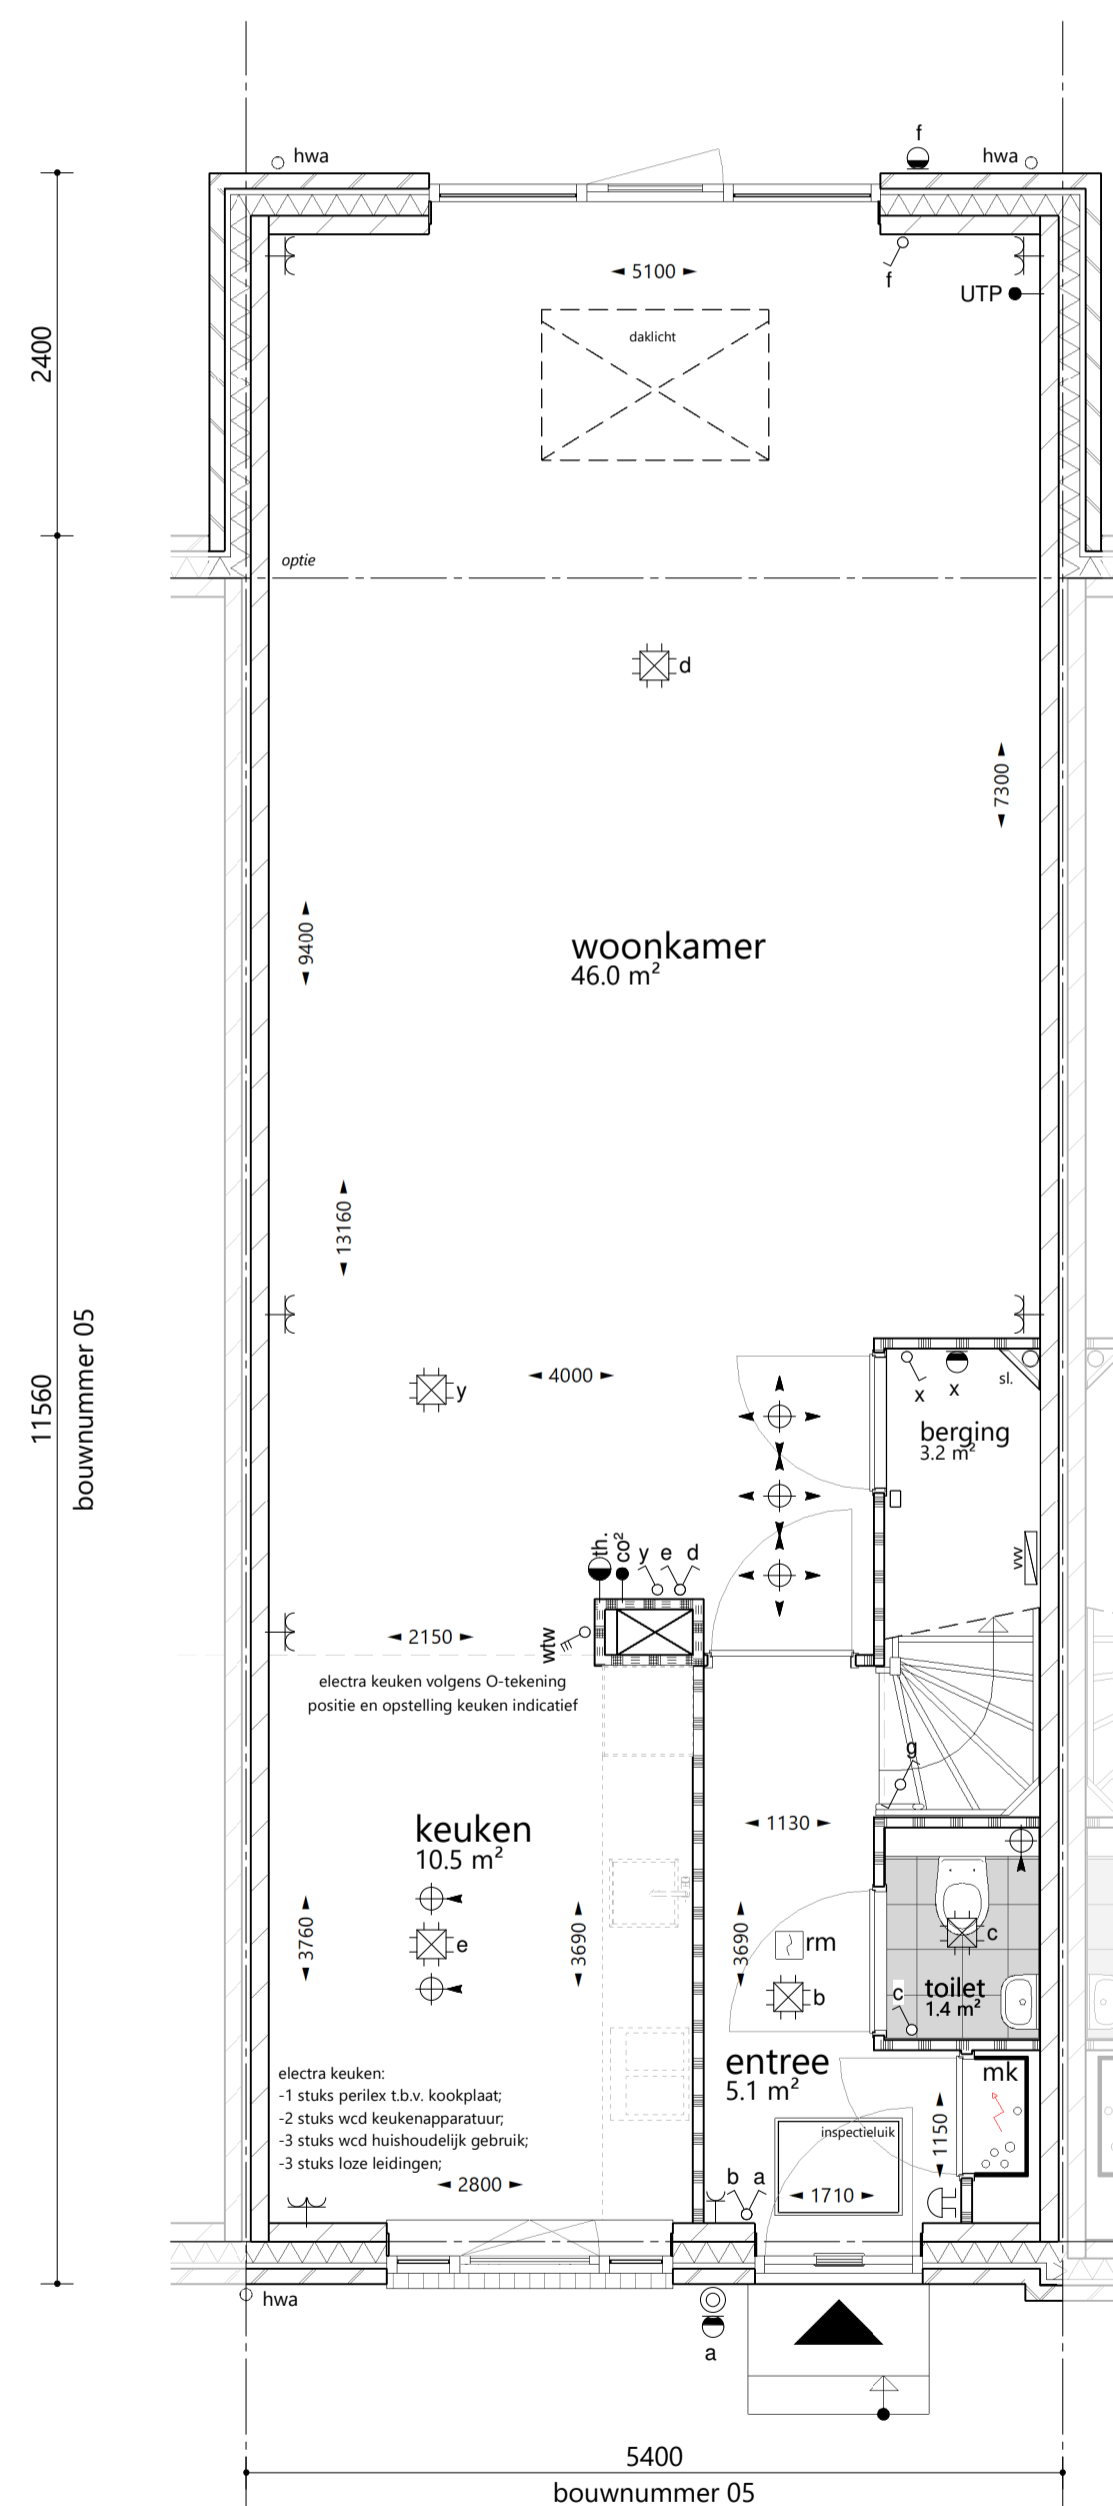 f
hwa
hwa
f
5100
UTP
daklicht
2400
optie
d
7300
woonkamer
46.0 m²
9400
13160
11560
bouwnummer 05
4000
y
x
x
sl.
berging
3.2 m²
th.
co²
y e d
vw
wtw
2150
electra keuken volgens O-tekening
positie en opstelling keuken indicatief
g
keuken
10.5 m²
1130
3760
e
3690
3690
rm
b
c
c
toilet
1.4 m²
entree
5.1 m²
mk
electra keuken:
-1 stuks perilex t.b.v. kookplaat;
-2 stuks wcd keukenapparatuur;
-3 stuks wcd huishoudelijk gebruik;
-3 stuks loze leidingen;
inspectieluik
1150
2800
b a
1710
hwa
a
5400
bouwnummer 05